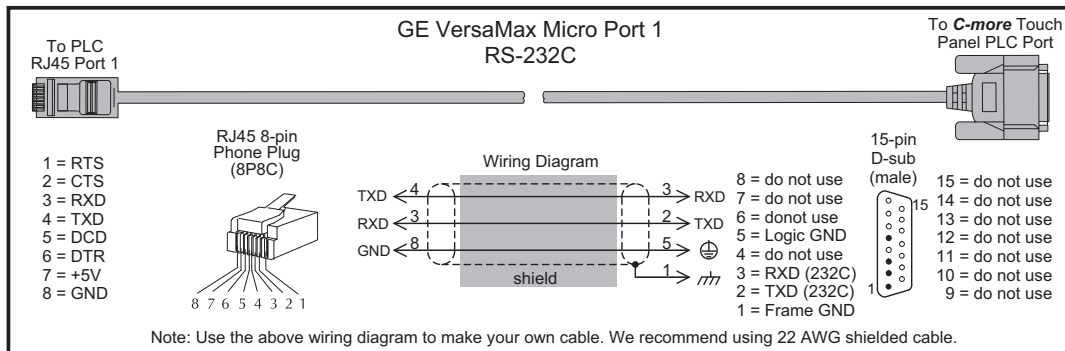 GE VersaMax Micro Port 1
RS-232C
To PLC
RJ45 Port 1
To C-more Touch
Panel PLC Port
1 = RTS
2 = CTS
3 = RXD
4 = TXD
5 = DCD
6 = DTR
7 = +5V
8 = GND
RJ45 8-pin
Phone Plug
(8P8C)
8 7 6 5 4 3 2 1
Wiring Diagram
TXD 4 3 RXD
RXD 3 2 TXD
GND 8 5
1
shield
8 = do not use
7 = do not use
6 = donot use
5 = Logic GND
4 = do not use
3 = RXD (232C)
2 = TXD (232C)
1 = Frame GND
15-pin
D-sub
(male)
15
1
15 = do not use
14 = do not use
13 = do not use
12 = do not use
11 = do not use
10 = do not use
9 = do not use
Note: Use the above wiring diagram to make your own cable. We recommend using 22 AWG shielded cable.